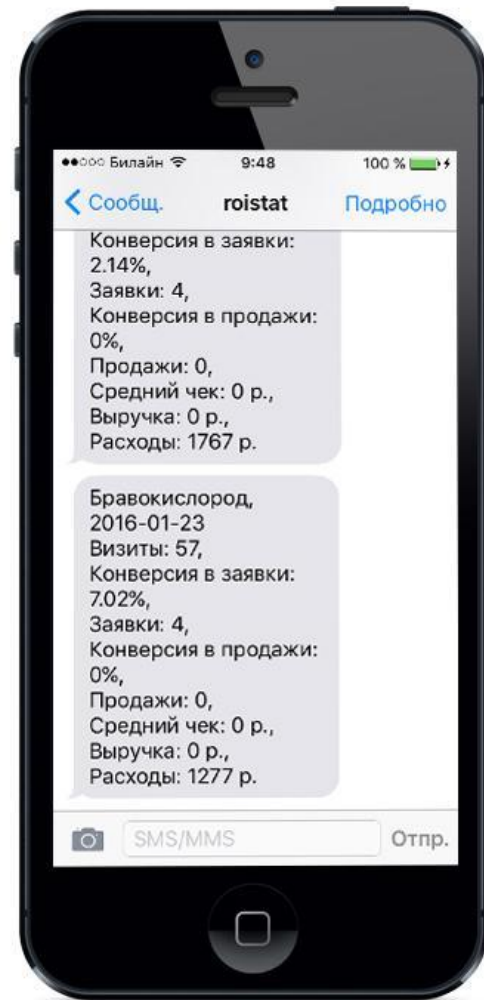 ●●○○○ Билайн 9:48 100 %
Сообщ. roistat Подробно
Конверсия в заявки:
2.14%,
Заявки: 4,
Конверсия в продажи:
0%,
Продажи: 0,
Средний чек: 0 р.,
Выручка: 0 р.,
Расходы: 1767 р.
Бравокислород,
2016-01-23
Визиты: 57,
Конверсия в заявки:
7.02%,
Заявки: 4,
Конверсия в продажи:
0%,
Продажи: 0,
Средний чек: 0 р.,
Выручка: 0 р.,
Расходы: 1277 р.
SMS/MMS Отпр.